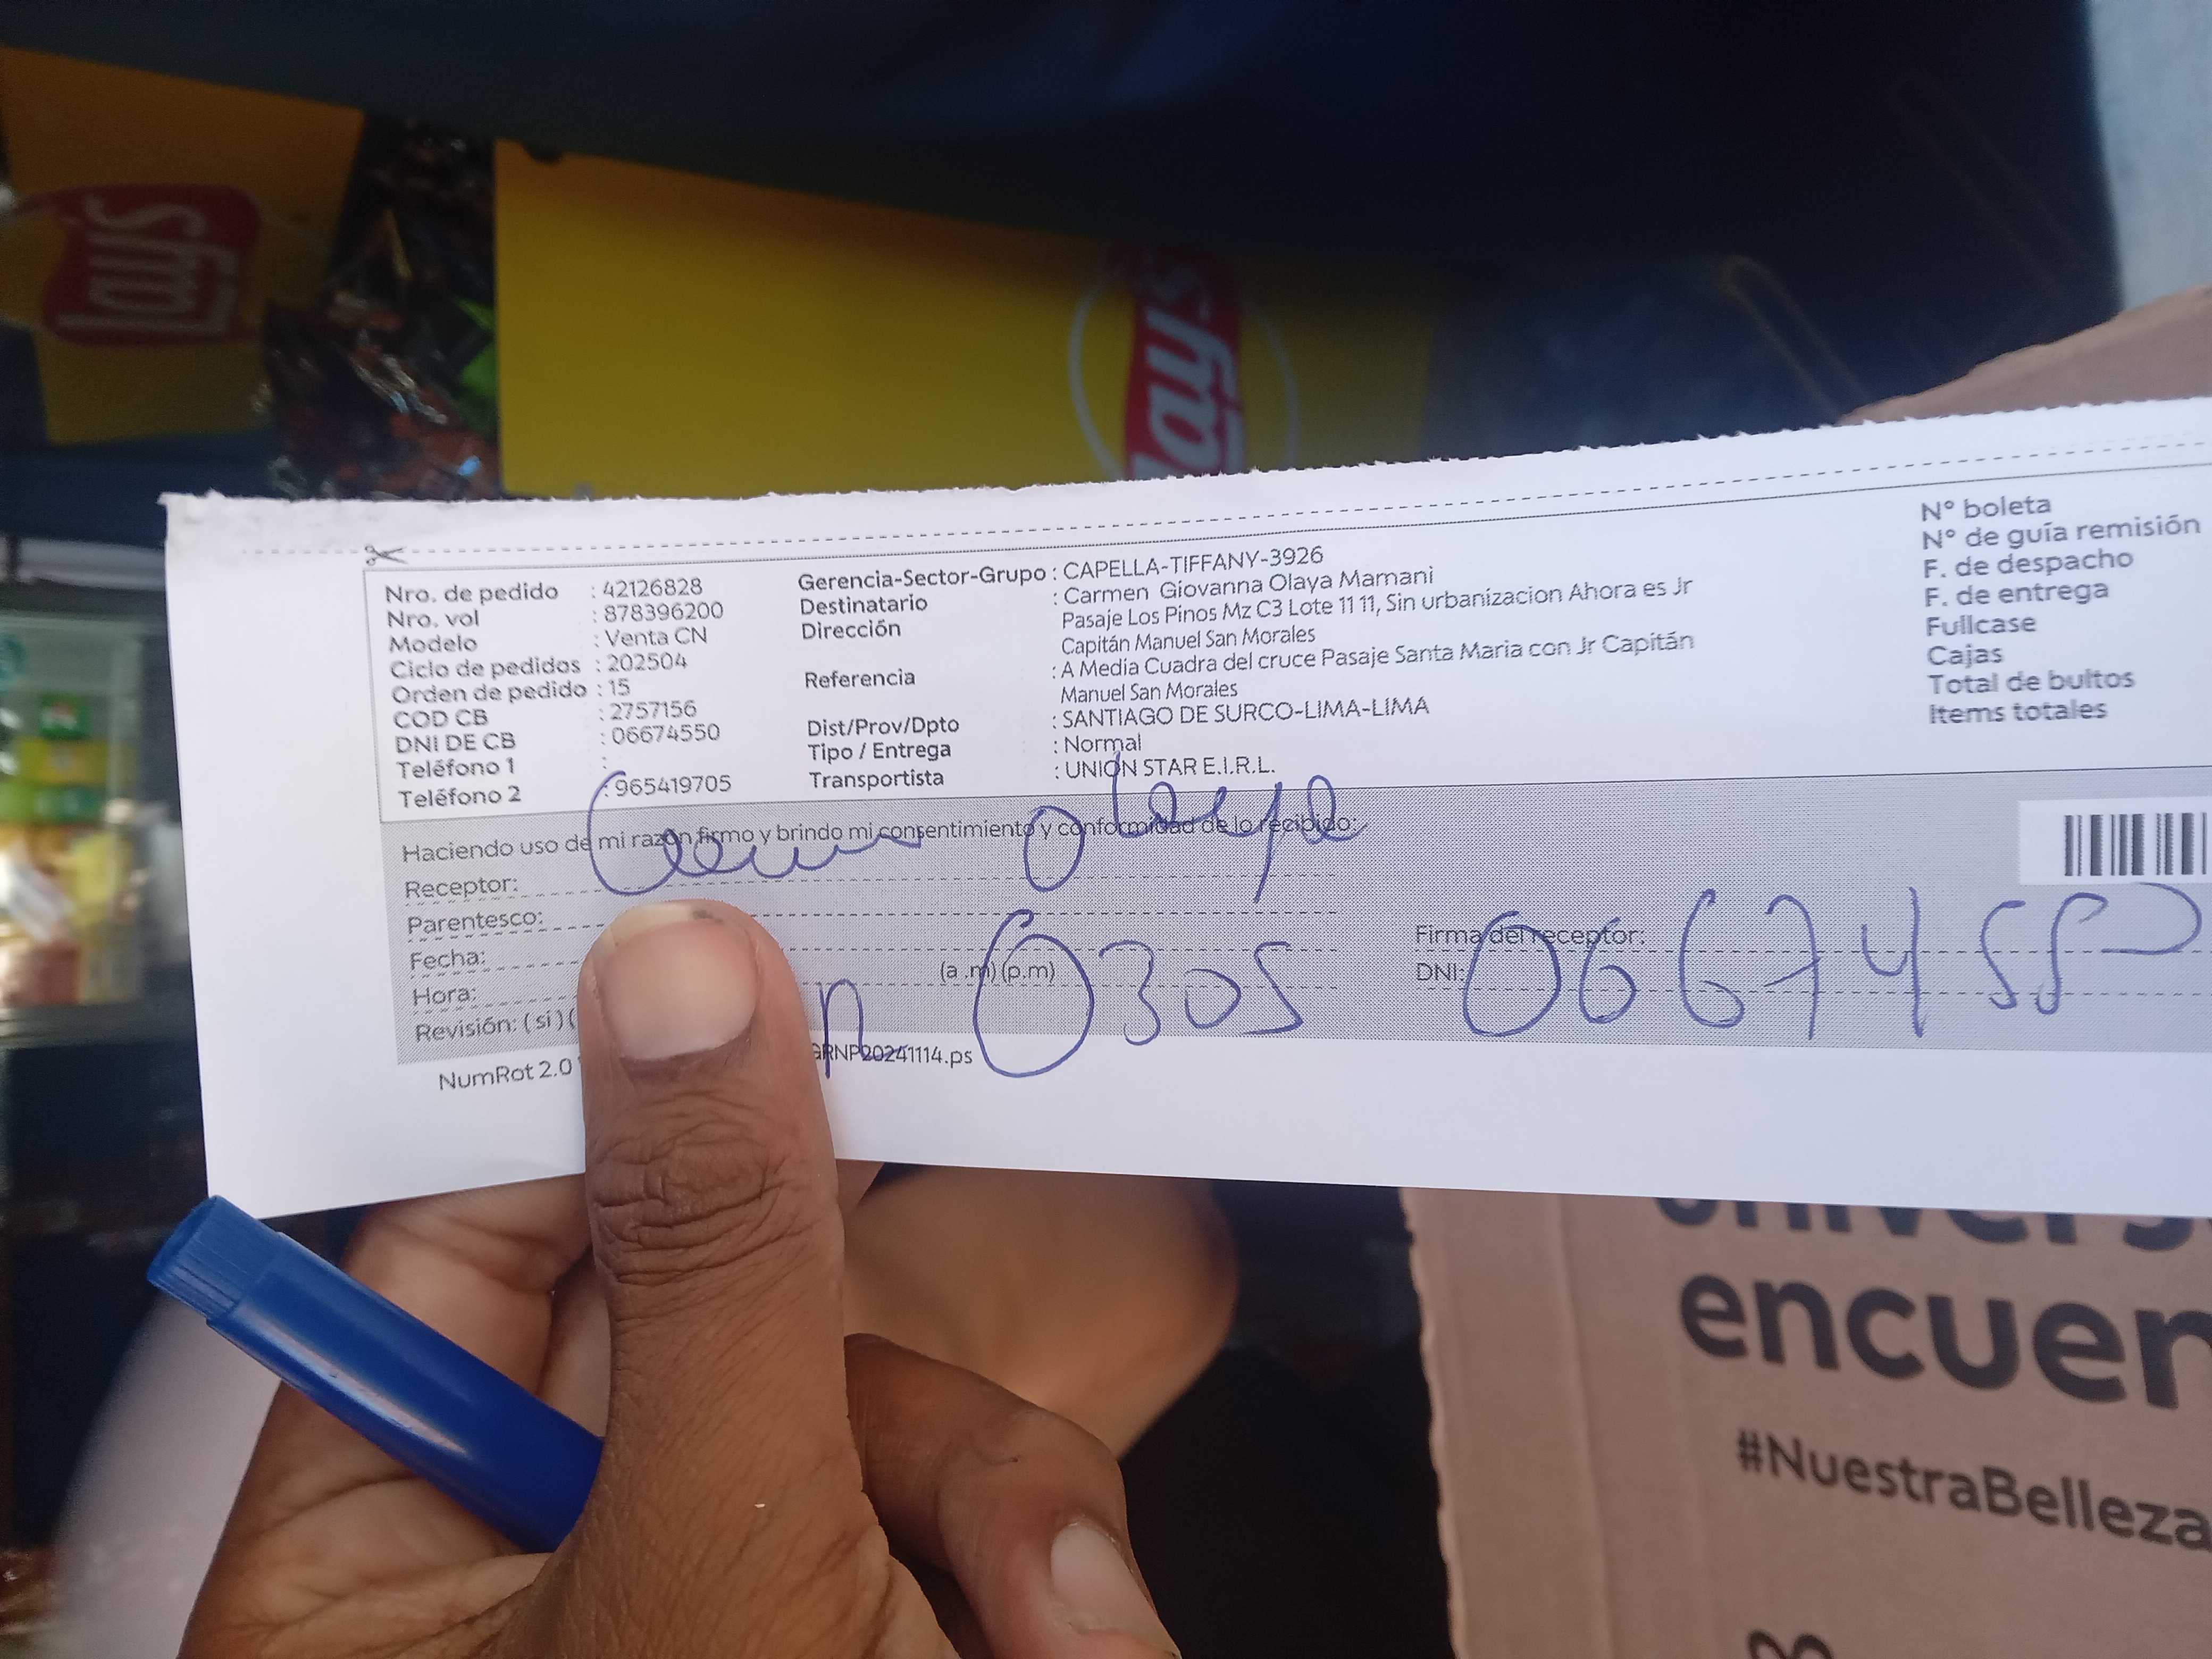 Lay's
Lay's
Nro. de pedido : 42126828
Nro. vol : 878396200
Modelo : Venta CN
Ciclo de pedidos : 202504
Orden de pedido : 15
COD CB : 2757156
DNI DE CB : 06674550
Teléfono 1 :
Teléfono 2 : 965419705
Gerencia-Sector-Grupo : CAPELLA-TIFFANY-3926
Destinatario : Carmen Giovanna Olaya Mamani
Dirección Pasaje Los Pinos Mz C3 Lote 11 11, Sin urbanizacion Ahora es Jr
Capitán Manuel San Morales
Referencia : A Media Cuadra del cruce Pasaje Santa Maria con Jr Capitán
Manuel San Morales
Dist/Prov/Dpto : SANTIAGO DE SURCO-LIMA-LIMA
Tipo / Entrega : Normal
Transportista : UNION STAR E.I.R.L.
N° boleta
N° de guía remisión
F. de despacho
F. de entrega
Fullcase
Cajas
Total de bultos
Items totales
Haciendo uso de mi razón firmo y brindo mi consentimiento y conformidad de lo recibido:
Receptor: Olaya
Parentesco:
Fecha:
Hora: (a.m) (p.m)
Revisión: ( sí ) (
0305
Firma del receptor:
DNI: 06674550
NumRot 2.0
GRNP20241114.ps
encuen
#NuestraBelleza